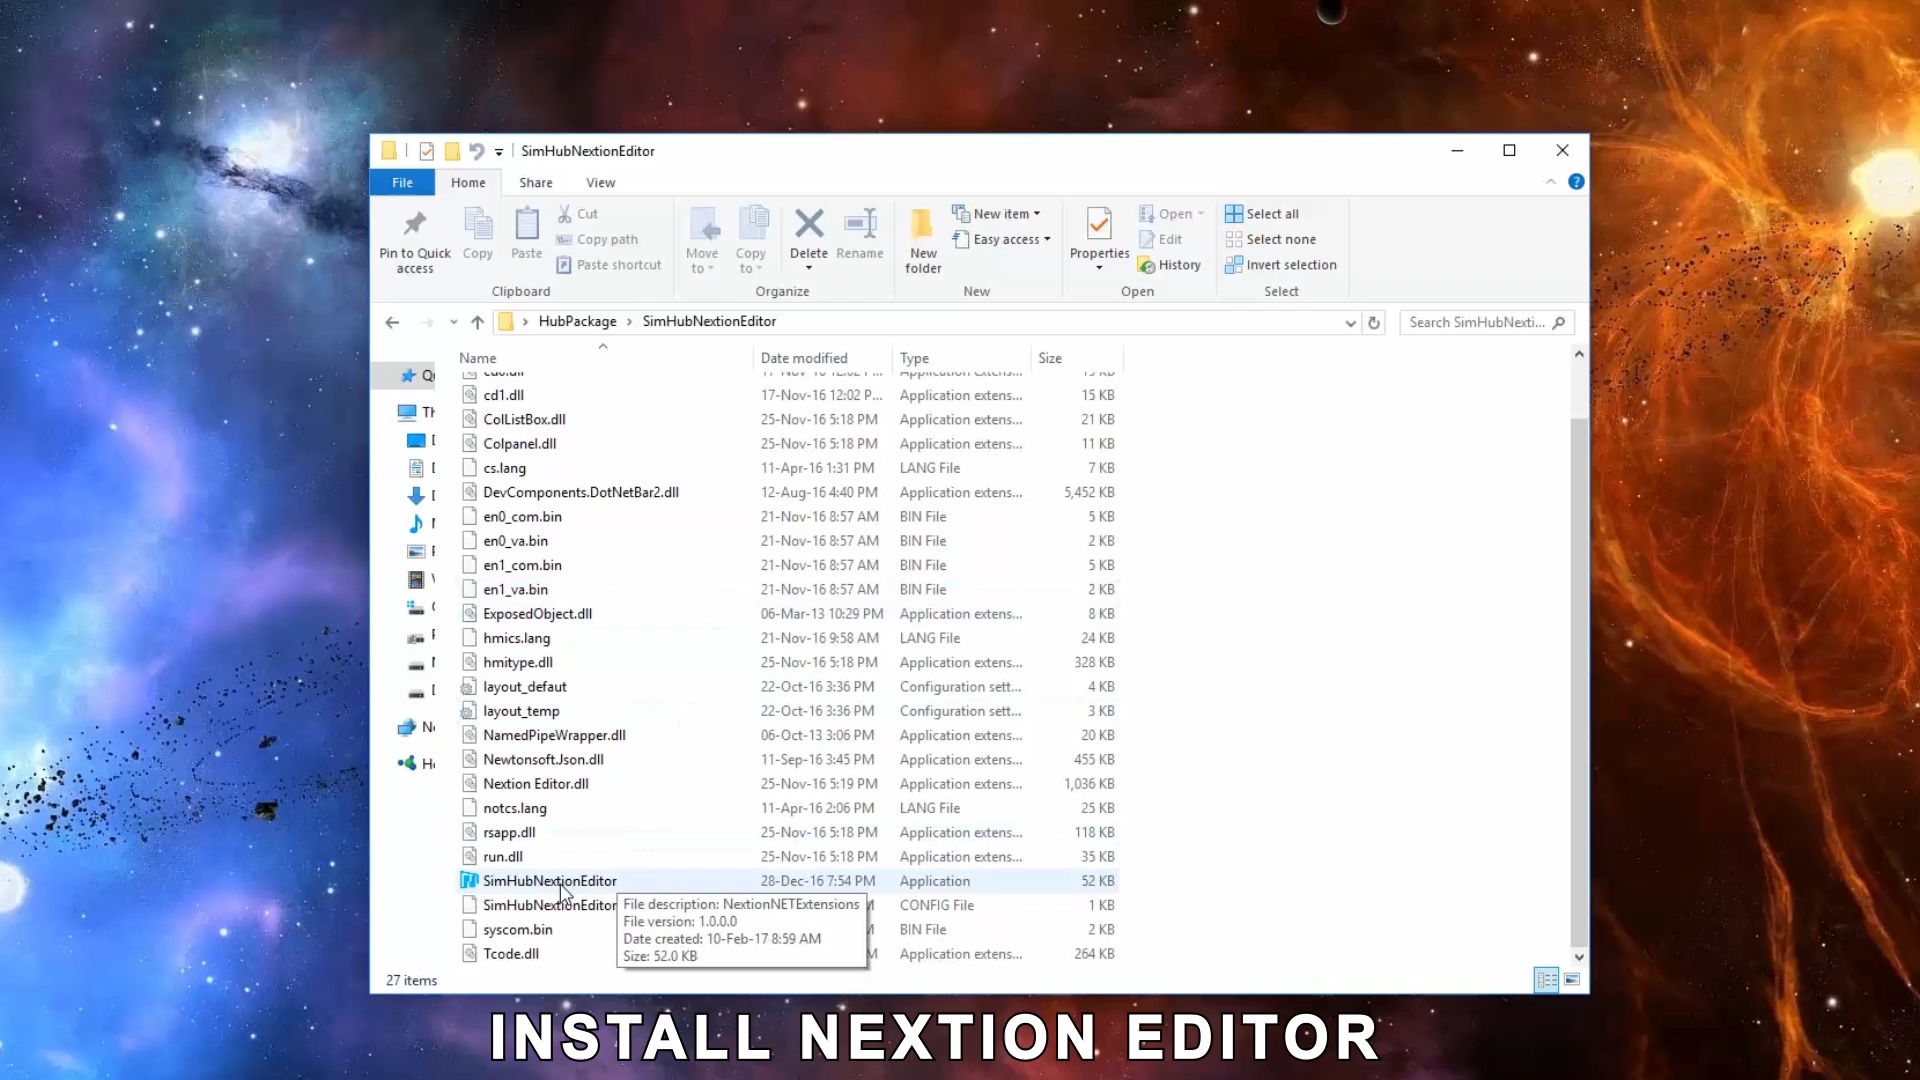 SimHubNextionEditor
File Home Share View
Pin to Quick access
Copy
Paste
Cut
Copy path
Paste shortcut
Clipboard
Move to
Copy to
Delete
Rename
Organize
New folder
New item
Easy access
New
Properties
Open
Edit
History
Open
Select all
Select none
Invert selection
Select
HubPackage SimHubNextionEditor
Search SimHubNexti...
Name Date modified Type Size
cd1.dll 17-Nov-16 12:02 P... Application extens... 15 KB
ColListBox.dll 25-Nov-16 5:18 PM Application extens... 21 KB
Colpanel.dll 25-Nov-16 5:18 PM Application extens... 11 KB
cs.lang 11-Apr-16 1:31 PM LANG File 7 KB
DevComponents.DotNetBar2.dll 12-Aug-16 4:40 PM Application extens... 5,452 KB
en0_com.bin 21-Nov-16 8:57 AM BIN File 5 KB
en0_va.bin 21-Nov-16 8:57 AM BIN File 2 KB
en1_com.bin 21-Nov-16 8:57 AM BIN File 5 KB
en1_va.bin 21-Nov-16 8:57 AM BIN File 2 KB
ExposedObject.dll 06-Mar-13 10:29 PM Application extens... 8 KB
hmics.lang 21-Nov-16 9:58 AM LANG File 24 KB
hmitype.dll 25-Nov-16 5:18 PM Application extens... 328 KB
layout_defaut 22-Oct-16 3:36 PM Configuration sett... 4 KB
layout_temp 22-Oct-16 3:36 PM Configuration sett... 3 KB
NamedPipeWrapper.dll 06-Oct-13 3:06 PM Application extens... 20 KB
Newtonsoft.Json.dll 11-Sep-16 3:45 PM Application extens... 455 KB
Nextion Editor.dll 25-Nov-16 5:19 PM Application extens... 1,036 KB
notcs.lang 11-Apr-16 2:06 PM LANG File 25 KB
rsapp.dll 25-Nov-16 5:18 PM Application extens... 118 KB
run.dll 25-Nov-16 5:18 PM Application extens... 35 KB
SimHubNextionEditor 28-Dec-16 7:54 PM Application 52 KB
SimHubNextionEditor CONFIG File 1 KB
syscom.bin BIN File 2 KB
Tcode.dll Application extens... 264 KB
File description: NextionNETExtensions
File version: 1.0.0.0
Date created: 10-Feb-17 8:59 AM
Size: 52.0 KB
27 items
INSTALL NEXTION EDITOR